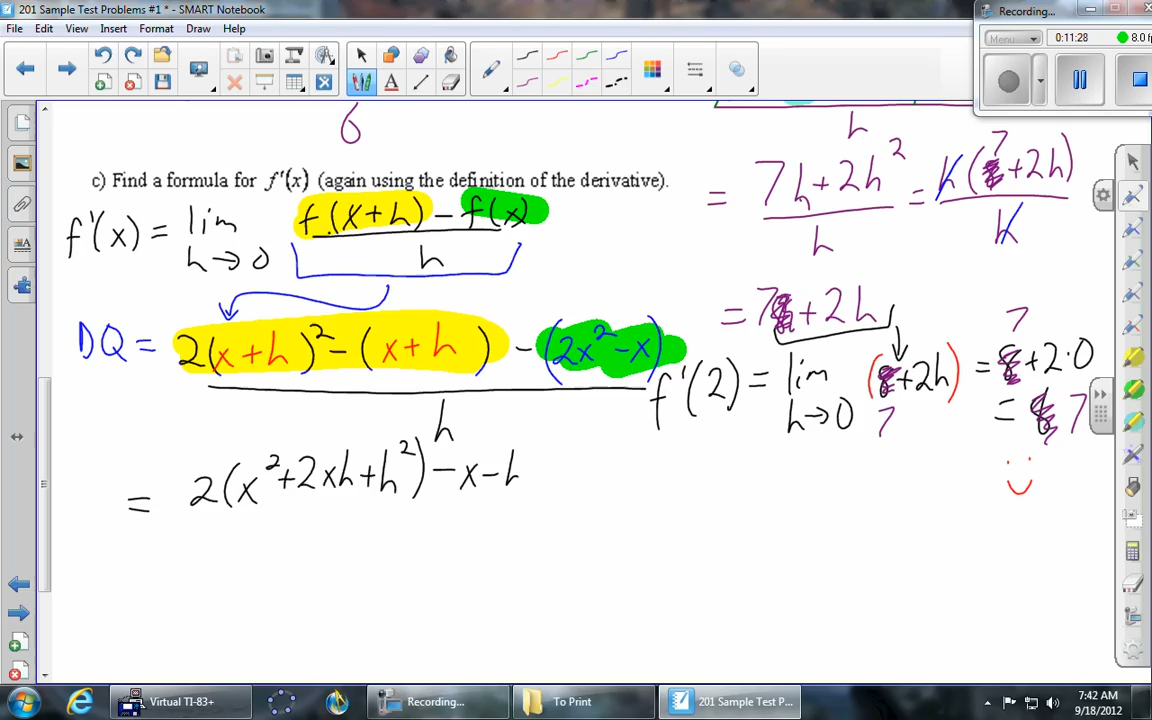 201 Sample Test Problems #1 * - SMART Notebook
Recording...
File Edit View Insert Format Draw Help
Menu
0:11:28
8.0 f
6
h
c) Find a formula for f'(x) (again using the definition of the derivative).
f'(x) = lim h→0 f(x+h) - f(x) / h
= 7h+2h² / h = h(7+2h) / h
= 7+2h
DQ = 2(x+h)² - (x+h) - (2x² - x) / h
f'(2) = lim h→0 ( +2h) = +2·0
7
7
= 7
= 2(x²+2xh+h²) -x-h
Virtual TI-83+
Recording...
To Print
201 Sample Test P...
7:42 AM
9/18/2012